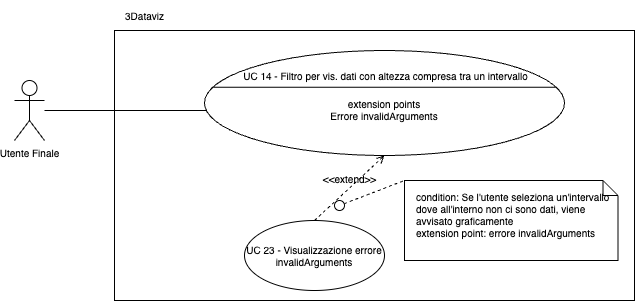 3Dataviz
UC 14 - Filtro per vis. dati con altezza compresa tra un intervallo
extension points
Errore invalidArguments
Utente Finale
<<extend>>
condition: Se l'utente seleziona un'intervallo
dove all'interno non ci sono dati, viene
avvisato graficamente
extension point: errore invalidArguments
UC 23 - Visualizzazione errore
invalidArguments